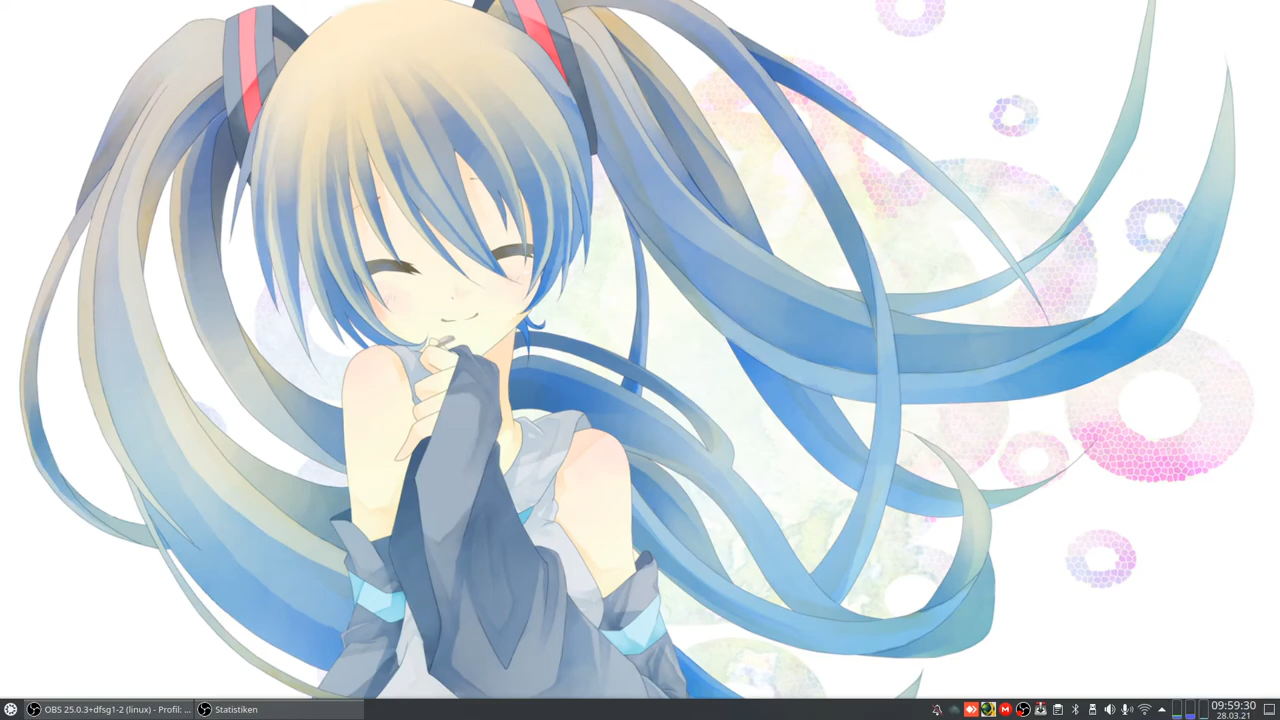 OBS 25.0.3+dfsg1-2 (linux) - Profil: ...
Statistiken
09:59:30
28.03.21